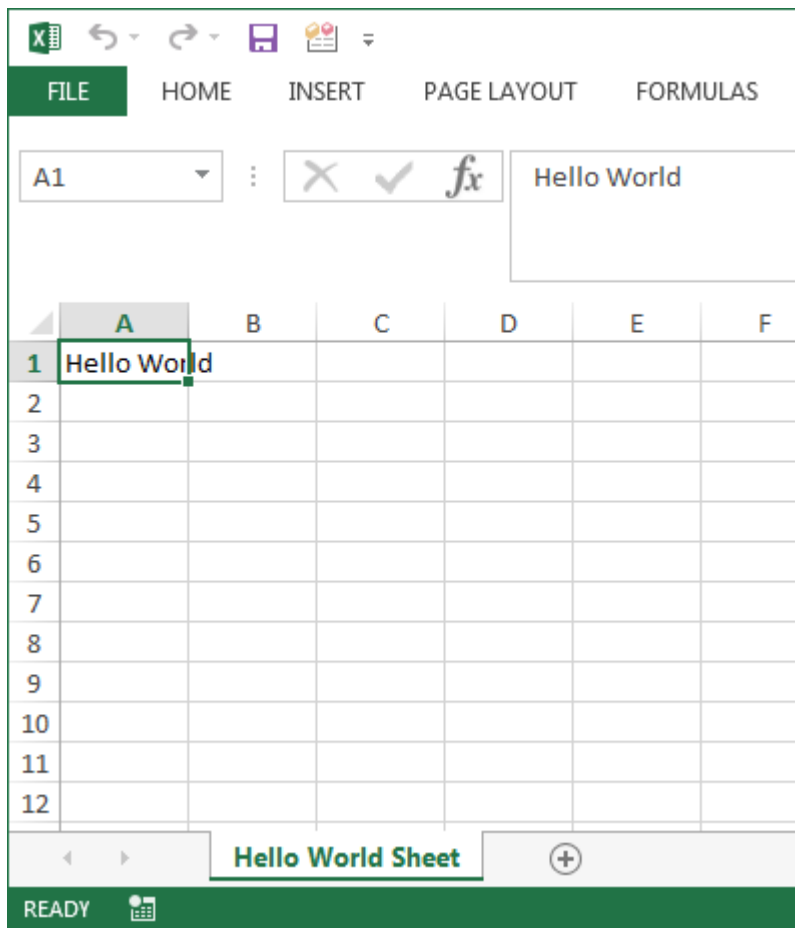 FILE HOME INSERT PAGE LAYOUT FORMULAS
A1 fx Hello World
A B C D E F
1 Hello World
2
3
4
5
6
7
8
9
10
11
12
Hello World Sheet
READY